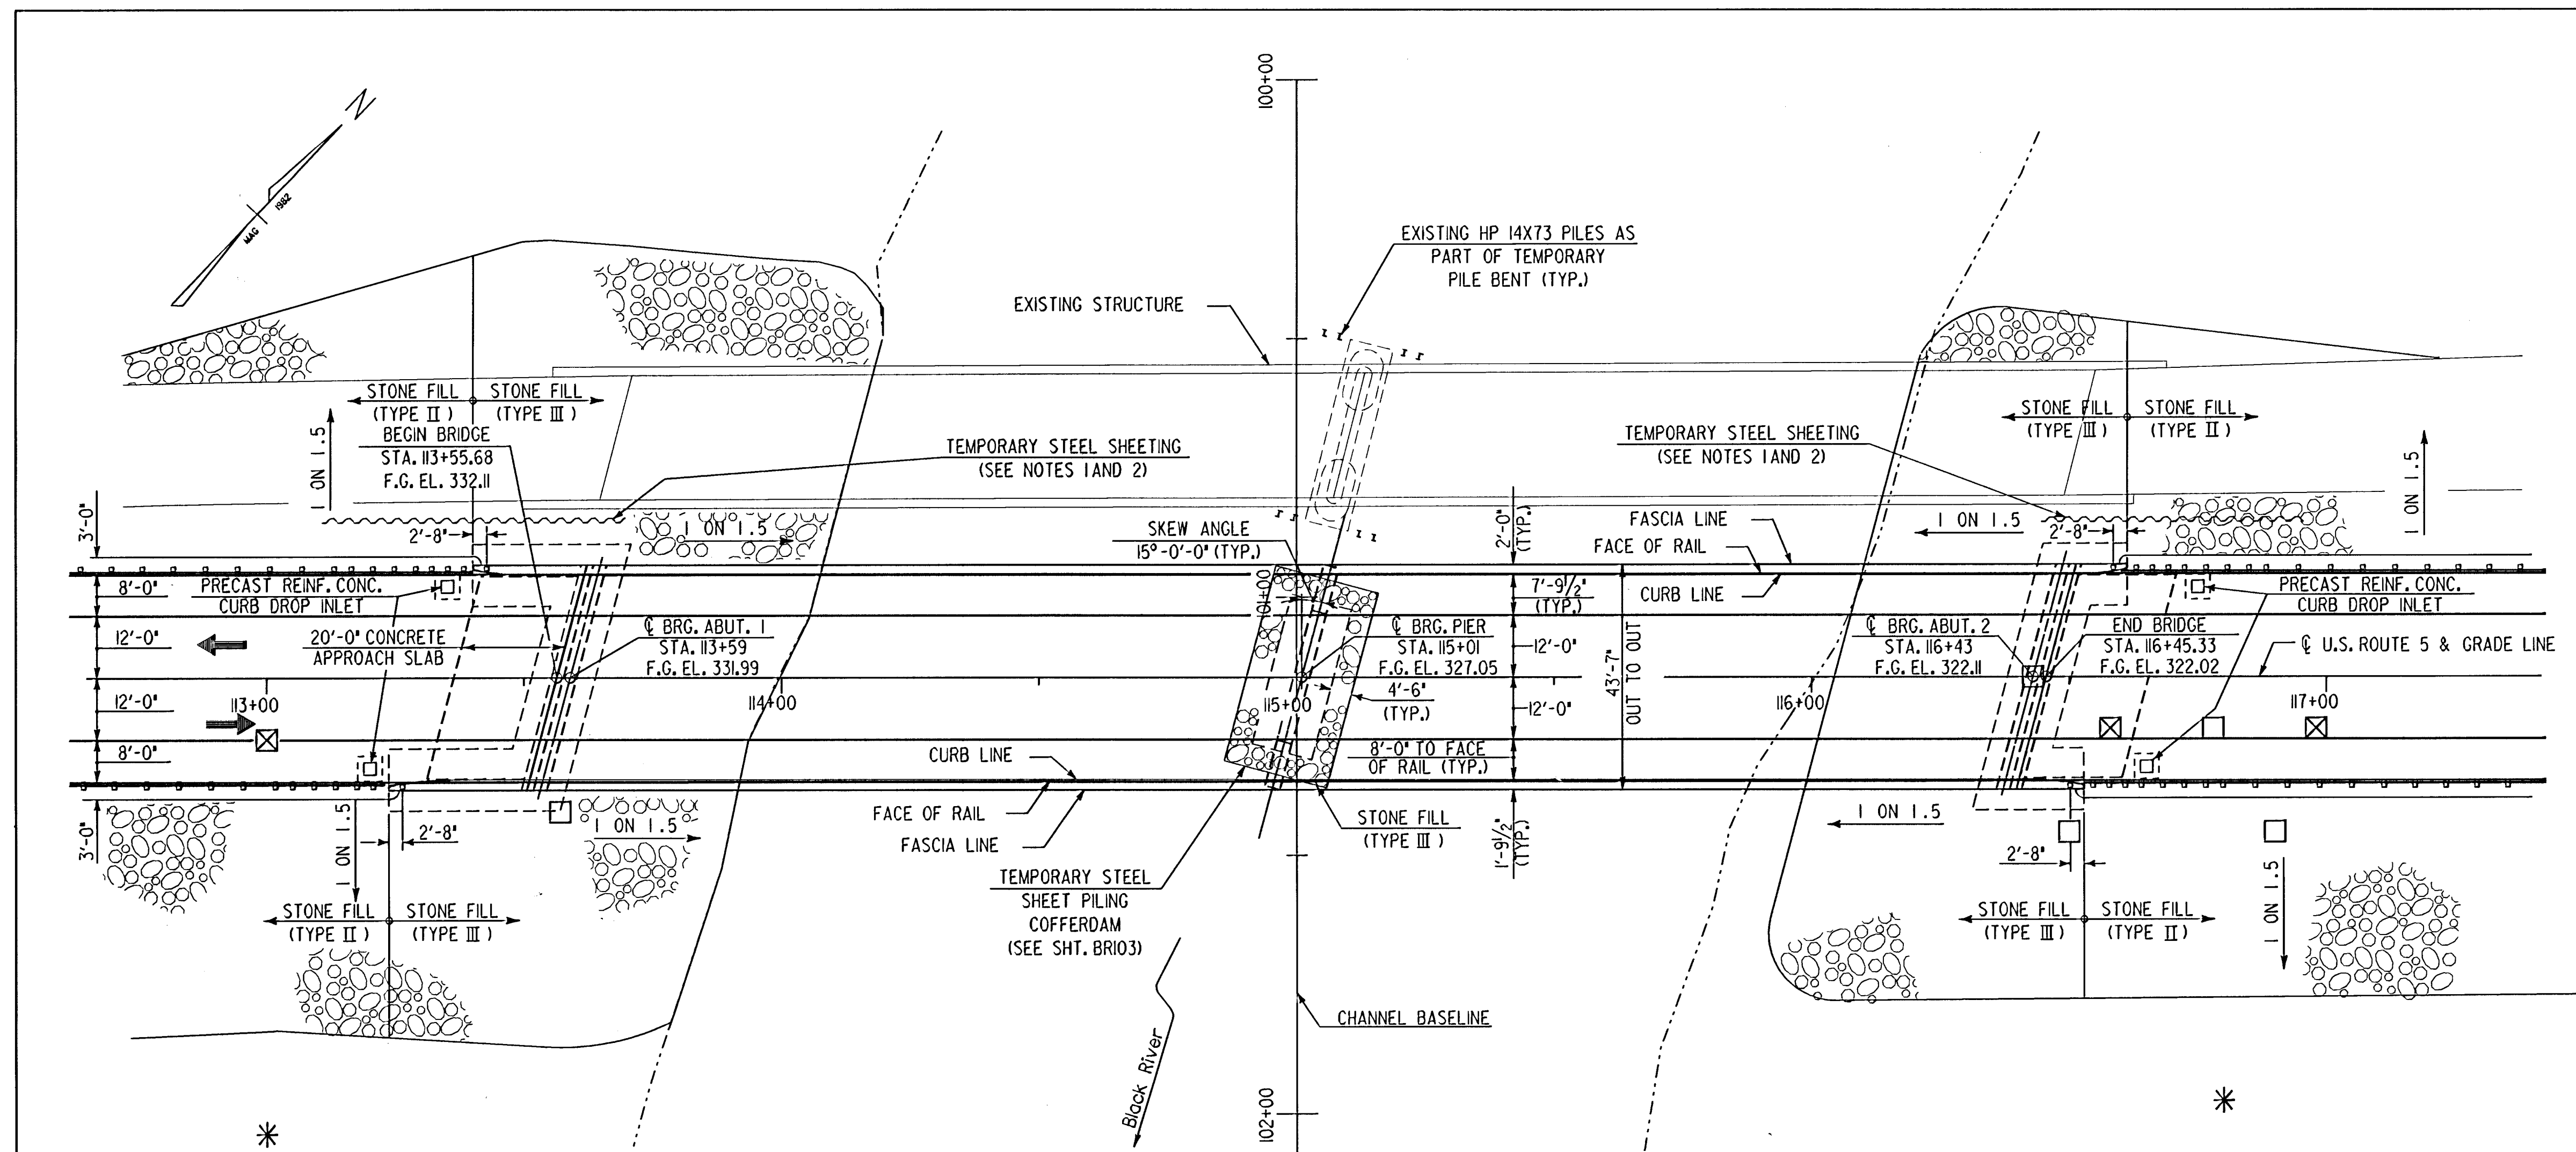 100+00
N
MAG
1982
EXISTING HP 14X73 PILES AS
PART OF TEMPORARY
PILE BENT (TYP.)
EXISTING STRUCTURE
STONE FILL
(TYPE II)
STONE FILL
(TYPE III)
1 ON 1.5
BEGIN BRIDGE
STA. 113+55.68
F.G. EL. 332.11
TEMPORARY STEEL SHEETING
(SEE NOTES 1 AND 2)
TEMPORARY STEEL SHEETING
(SEE NOTES 1 AND 2)
STONE FILL
(TYPE III)
STONE FILL
(TYPE II)
1 ON 1.5
3'-0"
2'-8"
1 ON 1.5
SKEW ANGLE
15°-0'-0" (TYP.)
2'-0"
(TYP.)
FASCIA LINE
FACE OF RAIL
CURB LINE
1 ON 1.5
2'-8"
8'-0"
PRECAST REINF. CONC.
CURB DROP INLET
101+00
7'-9 1/2"
(TYP.)
PRECAST REINF. CONC.
CURB DROP INLET
12'-0"
20'-0" CONCRETE
APPROACH SLAB
℄ BRG. ABUT. 1
STA. 113+59
F.G. EL. 331.99
℄ BRG. PIER
STA. 115+01
F.G. EL. 327.05
12'-0"
43'-7"
OUT TO OUT
℄ BRG. ABUT. 2
STA. 116+43
F.G. EL. 322.11
END BRIDGE
STA. 116+45.33
F.G. EL. 322.02
℄ U.S. ROUTE 5 & GRADE LINE
12'-0"
113+00
114+00
115+00
4'-6"
(TYP.)
12'-0"
116+00
117+00
8'-0"
CURB LINE
8'-0" TO FACE
OF RAIL (TYP.)
3'-0"
1 ON 1.5
2'-8"
1 ON 1.5
FACE OF RAIL
FASCIA LINE
STONE FILL
(TYPE III)
1'-9 1/2"
(TYP.)
1 ON 1.5
2'-8"
1 ON 1.5
STONE FILL
(TYPE II)
STONE FILL
(TYPE III)
TEMPORARY STEEL
SHEET PILING
COFFERDAM
(SEE SHT. BR103)
STONE FILL
(TYPE III)
STONE FILL
(TYPE II)
CHANNEL BASELINE
Black River
102+00